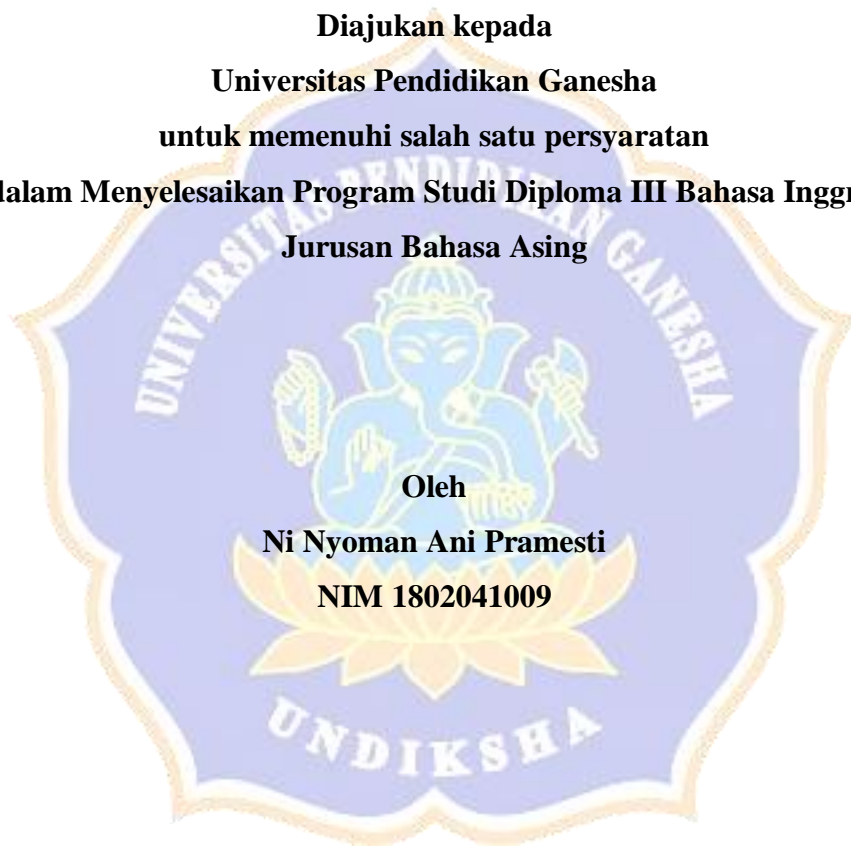 Diajukan kepada
Universitas Pendidikan Ganesha
untuk memenuhi salah satu persyaratan
dalam Menyelesaikan Program Studi Diploma III Bahasa
Jurusan Bahasa Asing
UNIVERSITAS PENDIDIKAN GANESHA
Oleh
Ni Nyoman Ani Pramesti
NIM 1802041009
UNDIKSHA